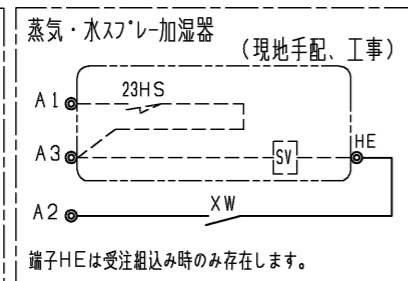 蒸気・水スプレー加湿器
(現地手配、工事)
A1
23HS
A3
SV
HE
A2
XW
端子HEは受注組込み時のみ存在します。